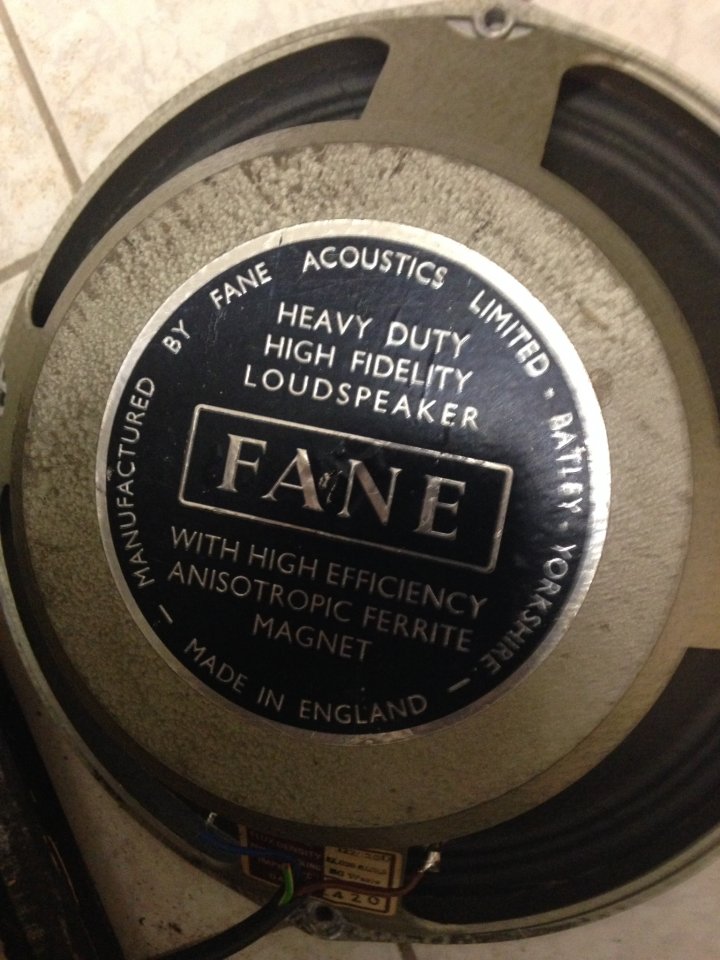 MANUFACTURED BY FANE ACOUSTICS LIMITED - BATLEY - YORKSHIRE.
HEAVY DUTY
HIGH FIDELITY
LOUDSPEAKER
FANE
WITH HIGH EFFICIENCY
ANISOTROPIC FERRITE
MAGNET
— MADE IN ENGLAND —
DENSITY